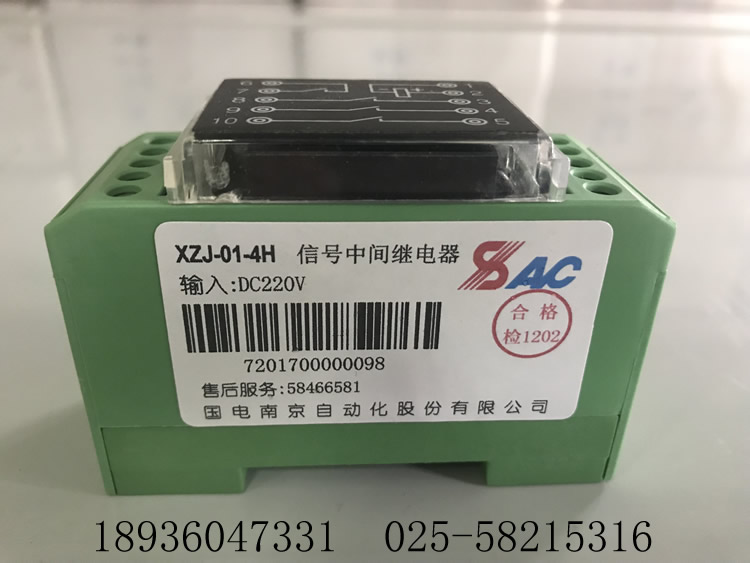 6 1
7 2
8 3
9 4
10 5
XZJ-01-4H 信号中间继电器 SAC
输入:DC220V
合格
检1202
7201700000098
售后服务:58466581
国电南京自动化股份有限公司
18936047331 025-58215316